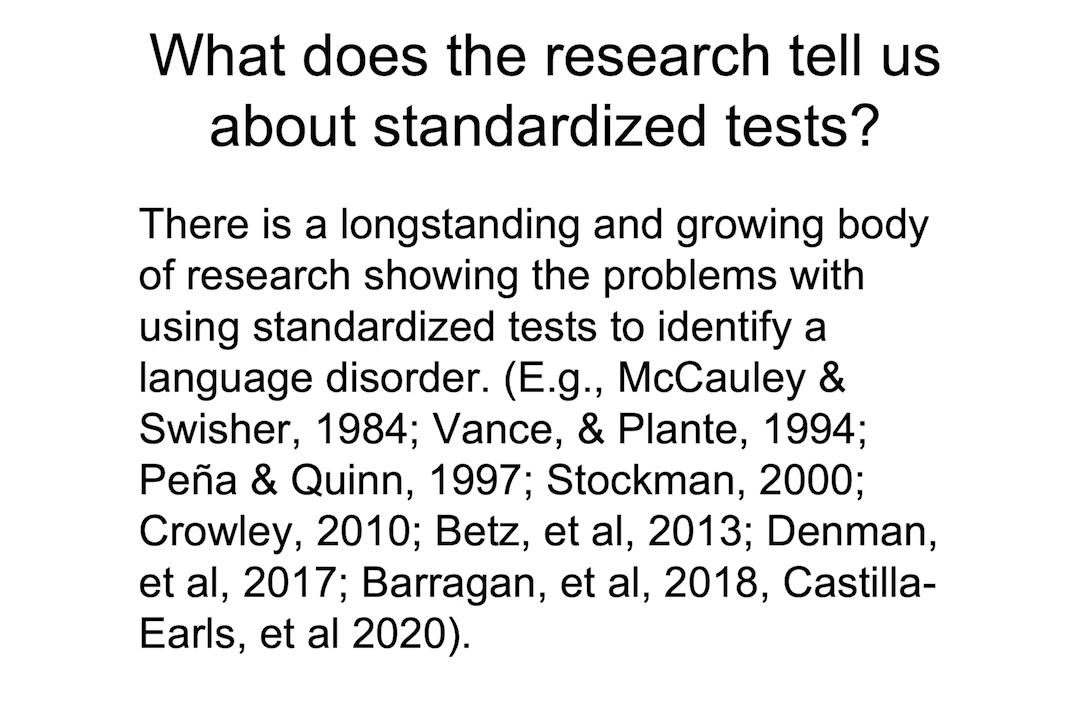 What does the research tell us
about standardized tests?
There is a longstanding and growing body
of research showing the problems with
using standardized tests to identify a
language disorder. (E.g., McCauley &
Swisher, 1984; Vance, & Plante, 1994;
Peña & Quinn, 1997; Stockman, 2000;
Crowley, 2010; Betz, et al, 2013; Denman,
et al, 2017; Barragan, et al, 2018, Castilla-
Earls, et al 2020).